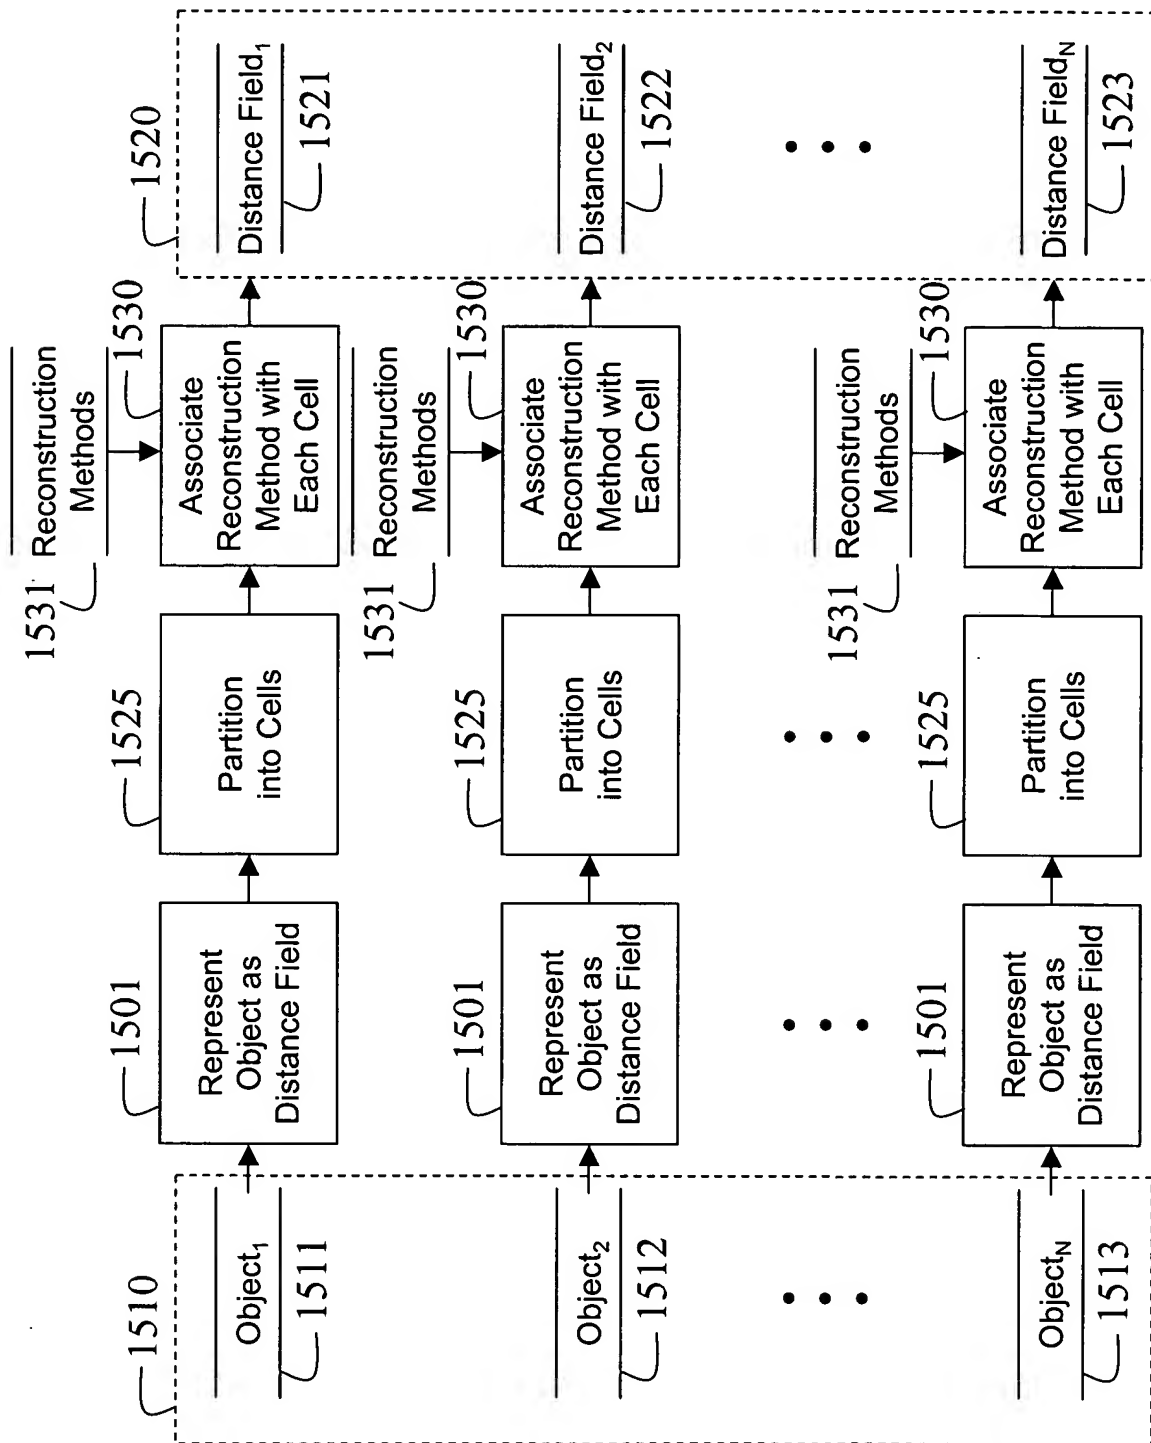 1510
Object1
1511
Represent
Object as
Distance Field
1501
Partition
into Cells
1525
Reconstruction
Methods
1531
Associate
Reconstruction
Method with
Each Cell
1530
1520
Distance Field1
1521
Object2
1512
Represent
Object as
Distance Field
1501
Partition
into Cells
1525
Reconstruction
Methods
1531
Associate
Reconstruction
Method with
Each Cell
1530
Distance Field2
1522
ObjectN
1513
Represent
Object as
Distance Field
1501
Partition
into Cells
1525
Reconstruction
Methods
1531
Associate
Reconstruction
Method with
Each Cell
1530
Distance FieldN
1523